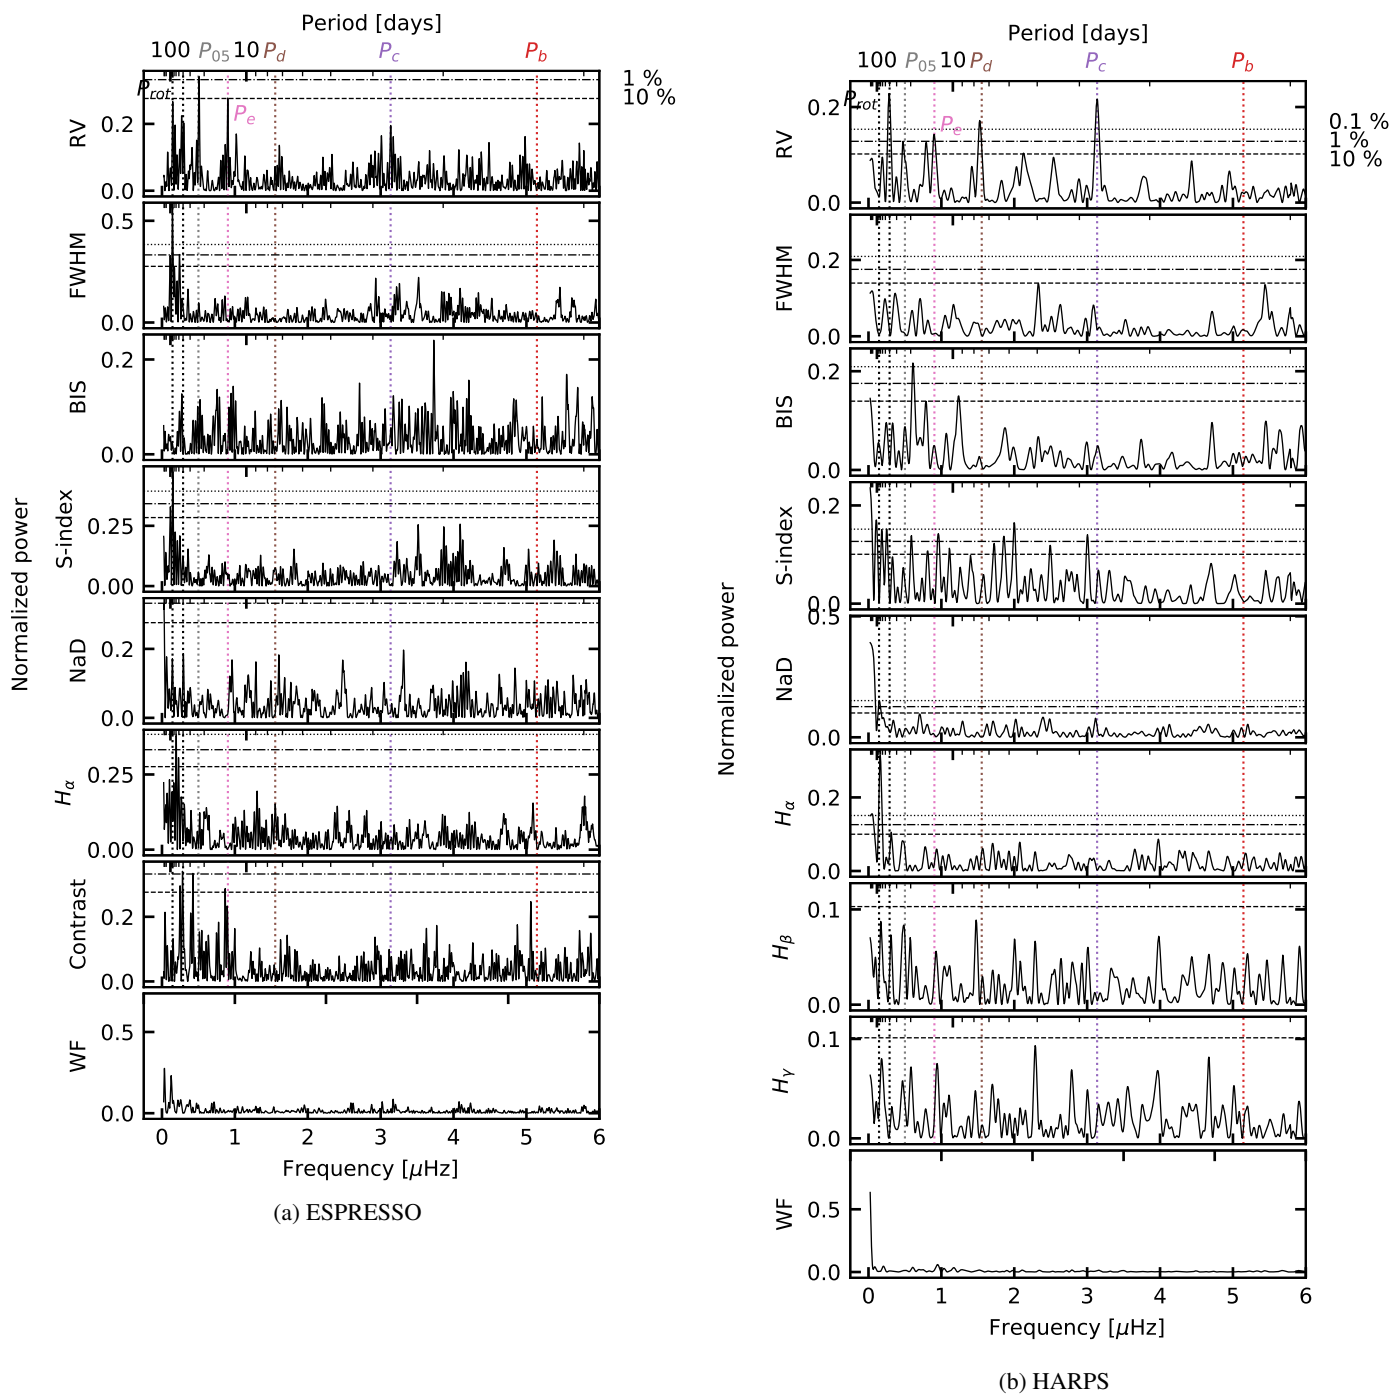 Period [days]
100 P05 10 Pd Pc Pb
Prot
Pe
1 %
10 %
RV
0.2
0.0
FWHM
0.5
0.0
BIS
0.2
0.0
S-index
0.25
0.00
NaD
0.2
0.0
Hα
0.25
0.00
Contrast
0.2
0.0
WF
0.5
0.0
Normalized power
0 1 2 3 4 5 6
Frequency [μHz]
(a) ESPRESSO
Period [days]
100 P05 10 Pd Pc Pb
Prot
Pe
0.1 %
1 %
10 %
RV
0.2
0.0
FWHM
0.2
0.0
BIS
0.2
0.0
S-index
0.2
0.0
NaD
0.5
0.0
Hα
0.2
0.0
Hβ
0.1
0.0
Hγ
0.1
0.0
WF
0.5
0.0
Normalized power
0 1 2 3 4 5 6
Frequency [μHz]
(b) HARPS